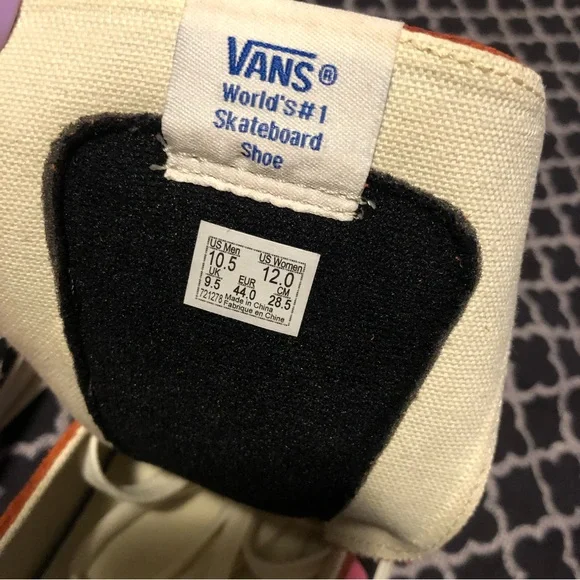 VANS®
World's#1
Skateboard
Shoe
US Men US Women
10.5 12.0
UK EUR CM
9.5 44.0 28.5
721278 Made in China
Fabriqué en Chine